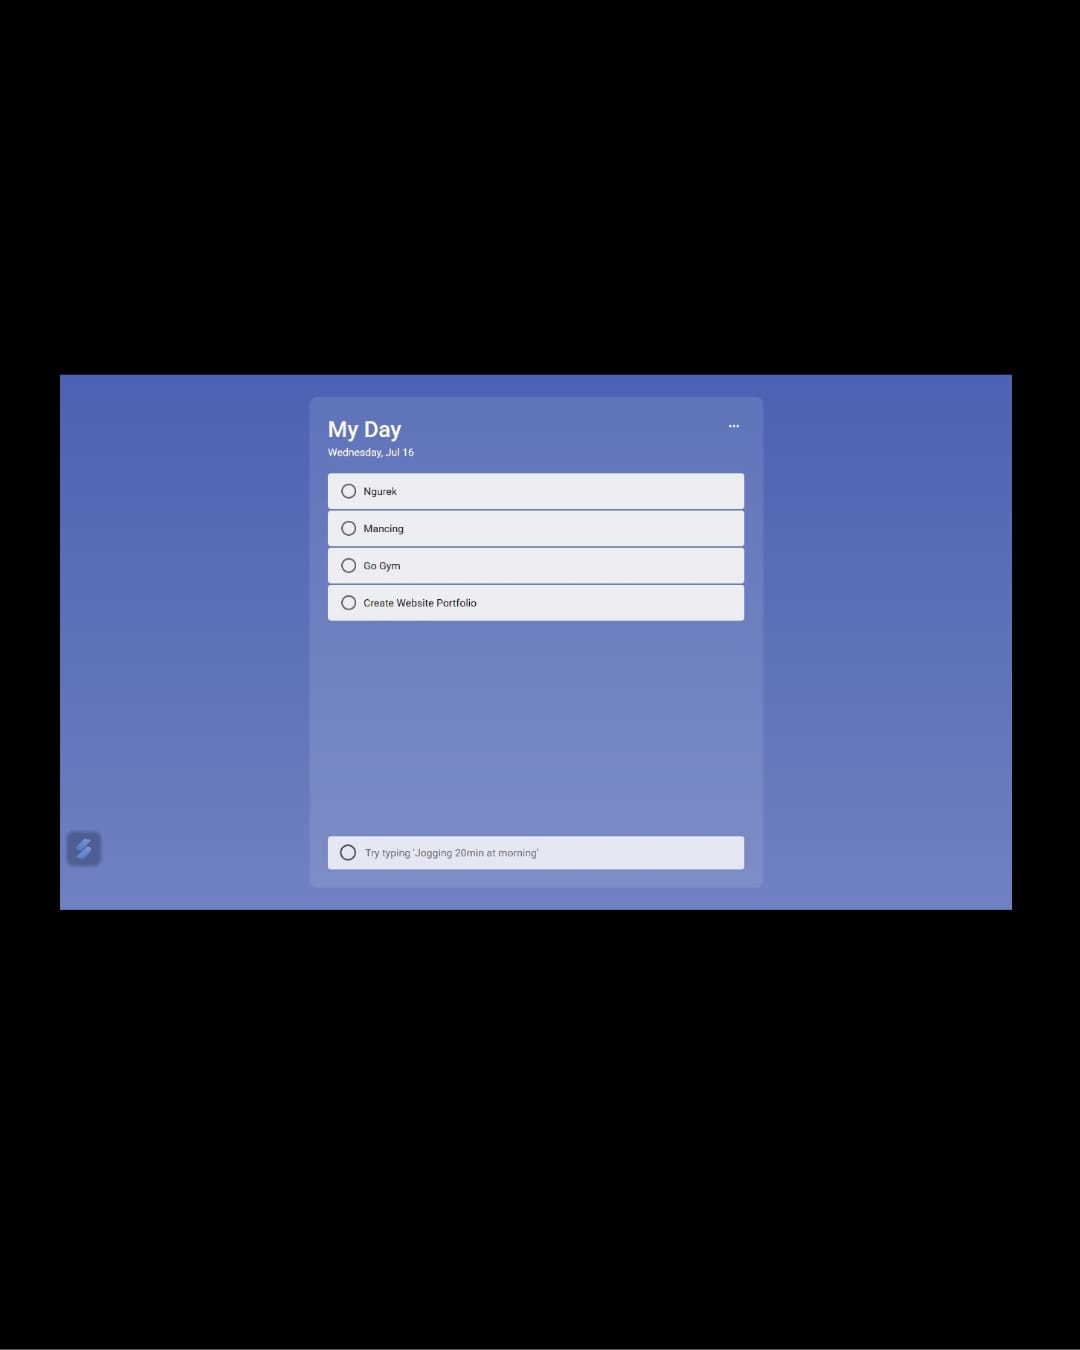 My Day
...
Wednesday, Jul 16
Ngurek
Mancing
Go Gym
Create Website Portfolio
Try typing 'Jogging 20min at morning'